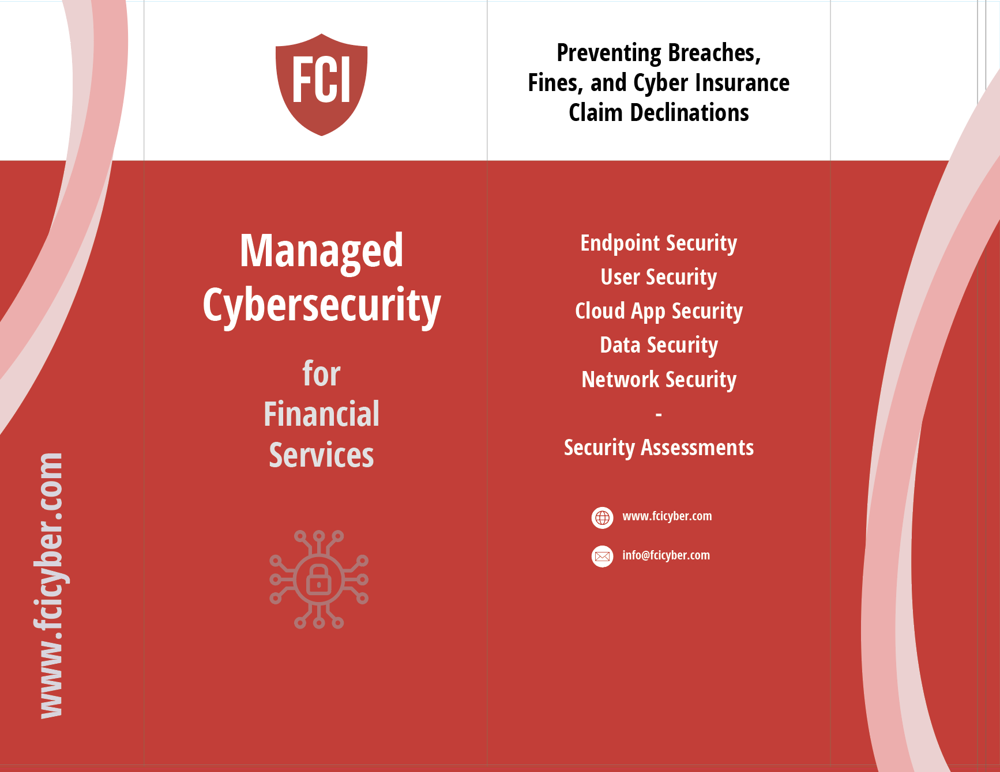 FCI
Managed
Cybersecurity
for
Financial
Services
Preventing Breaches,
Fines, and Cyber Insurance
Claim Declinations
Endpoint Security
User Security
Cloud App Security
Data Security
Network Security
-
Security Assessments
www.fcicyber.com
info@fcicyber.com
www.fcicyber.com